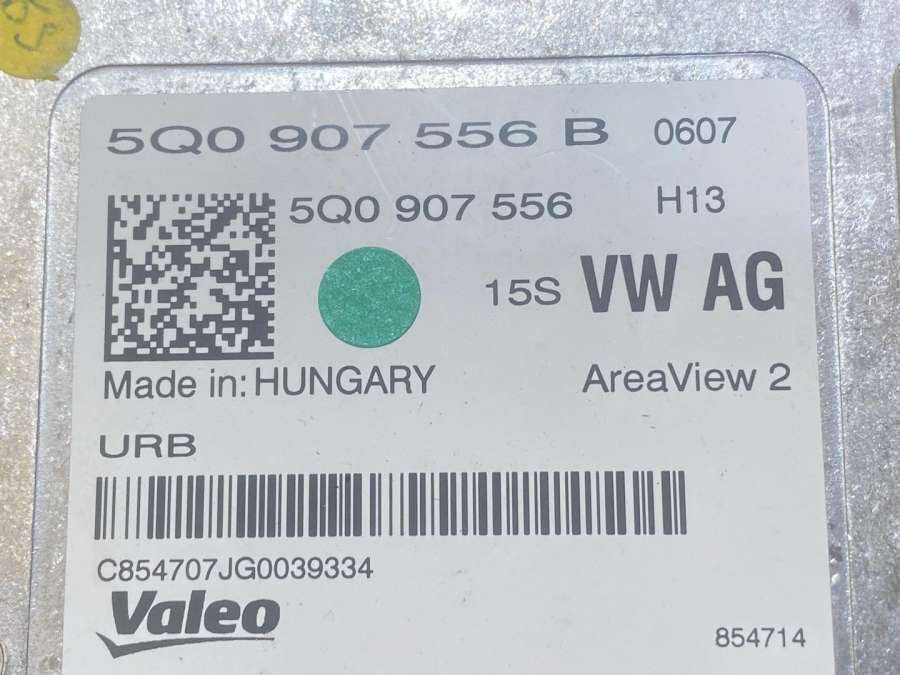 5Q0 907 556 B 0607
5Q0 907 556 H13
15S VW AG
Made in: HUNGARY AreaView 2
URB
C854707JG0039334
Valeo
854714